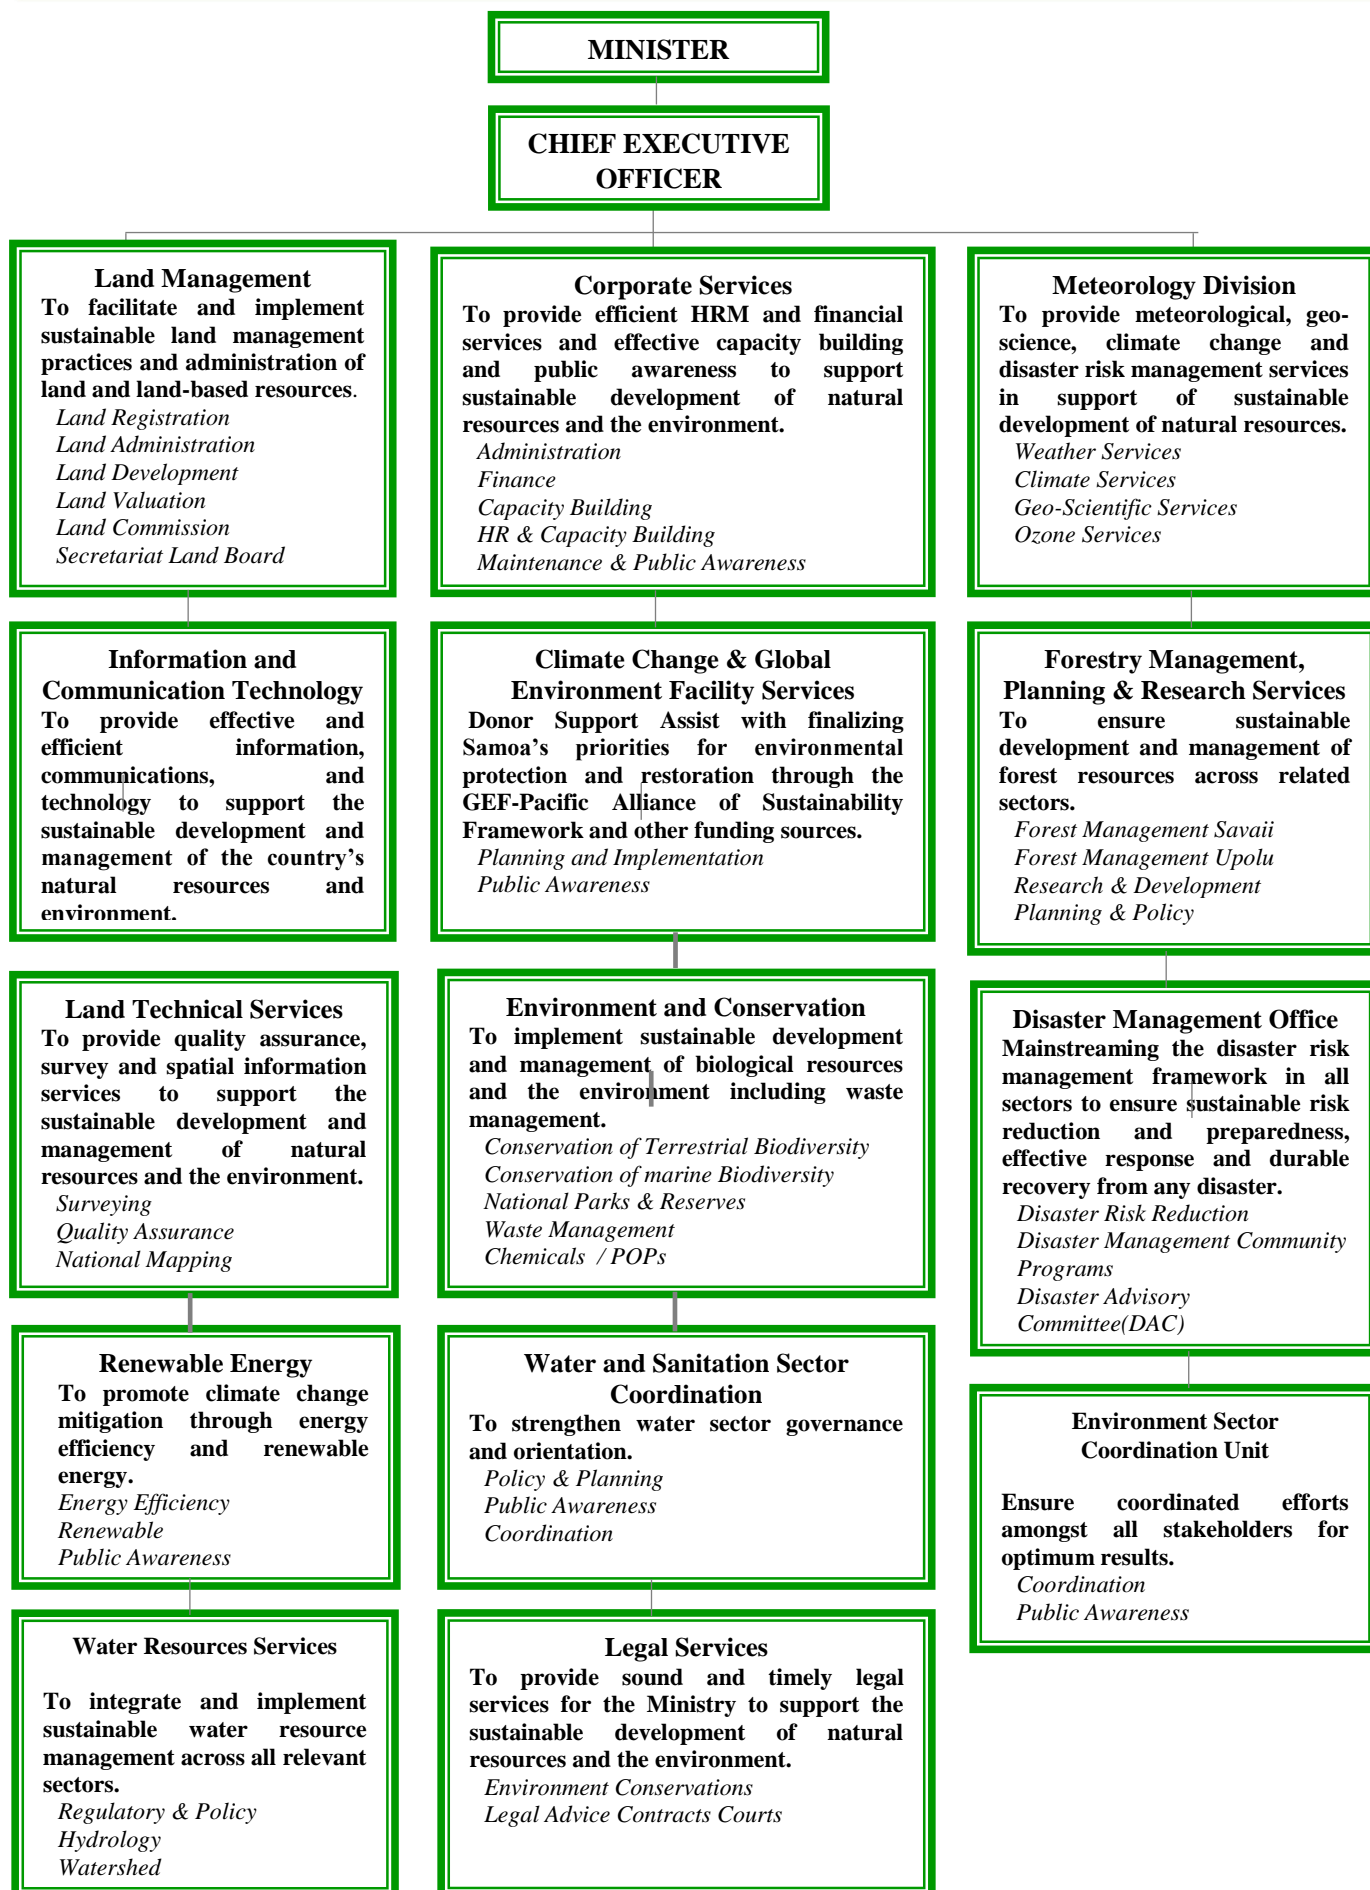 MINISTER
CHIEF EXECUTIVE
OFFICER
Land Management
To facilitate and implement
sustainable land management
practices and administration of
land and land-based resources.
Land Registration
Land Administration
Land Development
Land Valuation
Land Commission
Secretariat Land Board
Corporate Services
To provide efficient HRM and financial
services and effective capacity building
and public awareness to support
sustainable development of natural
resources and the environment.
Administration
Finance
Capacity Building
HR & Capacity Building
Maintenance & Public Awareness
Meteorology Division
To provide meteorological, geo-
science, climate change and
disaster risk management services
in support of sustainable
development of natural resources.
Weather Services
Climate Services
Geo-Scientific Services
Ozone Services
Information and
Communication Technology
To provide effective and
efficient information,
communications, and
technology to support the
sustainable development and
management of the country's
natural resources and
environment.
Climate Change & Global
Environment Facility Services
Donor Support Assist with finalizing
Samoa's priorities for environmental
protection and restoration through the
GEF-Pacific Alliance of Sustainability
Framework and other funding sources.
Planning and Implementation
Public Awareness
Forestry Management,
Planning & Research Services
To ensure sustainable
development and management of
forest resources across related
sectors.
Forest Management Savaii
Forest Management Upolu
Research & Development
Planning & Policy
Land Technical Services
To provide quality assurance,
survey and spatial information
services to support the
sustainable development and
management of natural
resources and the environment.
Surveying
Quality Assurance
National Mapping
Environment and Conservation
To implement sustainable development
and management of biological resources
and the environment including waste
management.
Conservation of Terrestrial Biodiversity
Conservation of marine Biodiversity
National Parks & Reserves
Waste Management
Chemicals / POPs
Disaster Management Office
Mainstreaming the disaster risk
management framework in all
sectors to ensure sustainable risk
reduction and preparedness,
effective response and durable
recovery from any disaster.
Disaster Risk Reduction
Disaster Management Community
Programs
Disaster Advisory
Committee(DAC)
Renewable Energy
To promote climate change
mitigation through energy
efficiency and renewable
energy.
Energy Efficiency
Renewable
Public Awareness
Water and Sanitation Sector
Coordination
To strengthen water sector governance
and orientation.
Policy & Planning
Public Awareness
Coordination
Environment Sector
Coordination Unit
Ensure coordinated efforts
amongst all stakeholders for
optimum results.
Coordination
Public Awareness
Water Resources Services
To integrate and implement
sustainable water resource
management across all relevant
sectors.
Regulatory & Policy
Hydrology
Watershed
Legal Services
To provide sound and timely legal
services for the Ministry to support the
sustainable development of natural
resources and the environment.
Environment Conservations
Legal Advice Contracts Courts